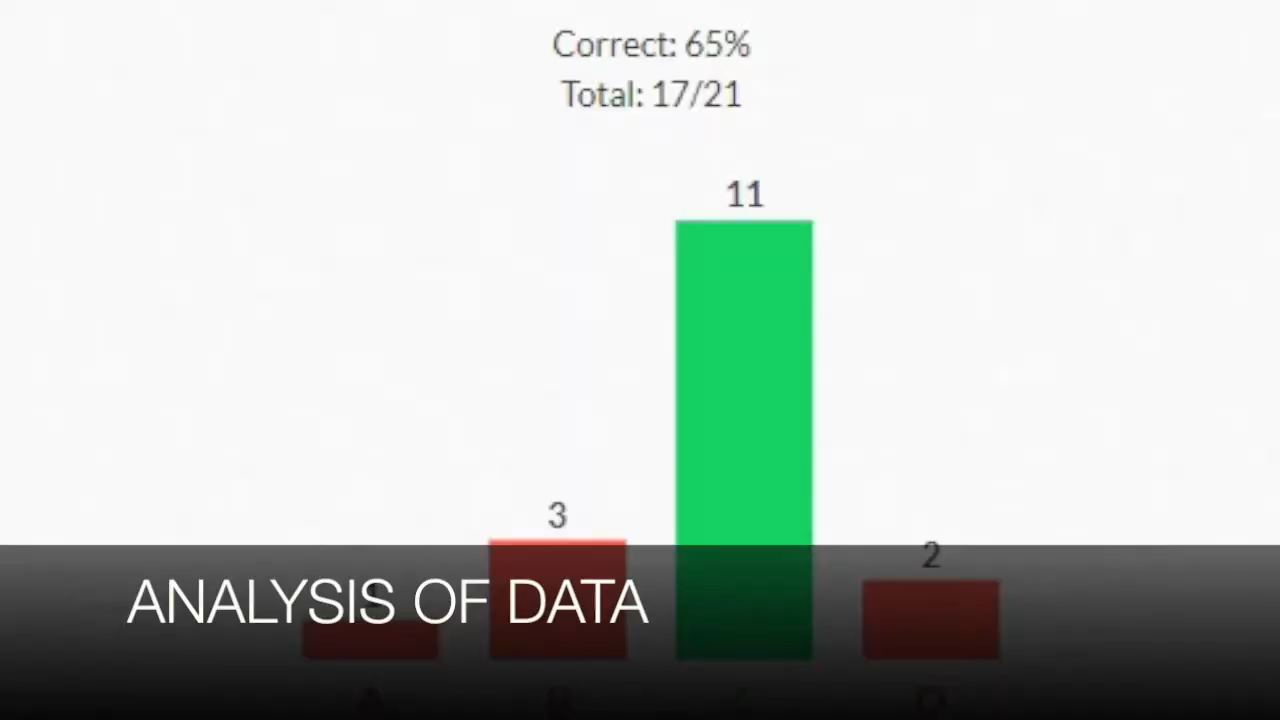 Correct: 65%
Total: 17/21
11
3
2
ANALYSIS OF DATA
A
B
D